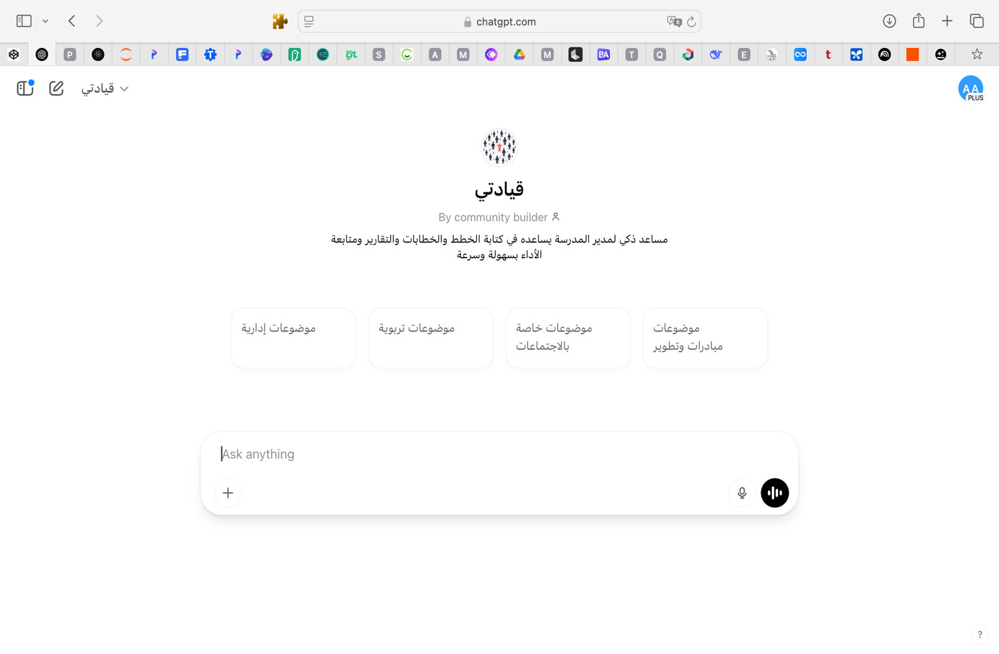 chatgpt.com
P
S
A
M
M
BA
T
Q
E
t
قيادتي
AA
PLUS
قيادتي
By community builder
مساعد ذكي لمدير المدرسة يساعده في كتابة الخطط والخطابات والتقارير ومتابعة
الأداء بسهولة وسرعة
موضوعات إدارية
موضوعات تربوية
موضوعات خاصة
بالاجتماعات
موضوعات
مبادرات وتطوير
Ask anything
?